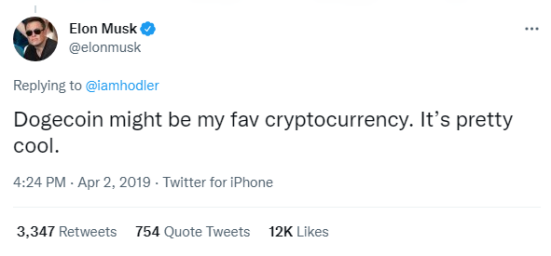 Elon Musk
@elonmusk
Replying to @iamhodler
Dogecoin might be my fav cryptocurrency. It’s pretty
cool.
4:24 PM · Apr 2, 2019 · Twitter for iPhone
3,347 Retweets 754 Quote Tweets 12K Likes